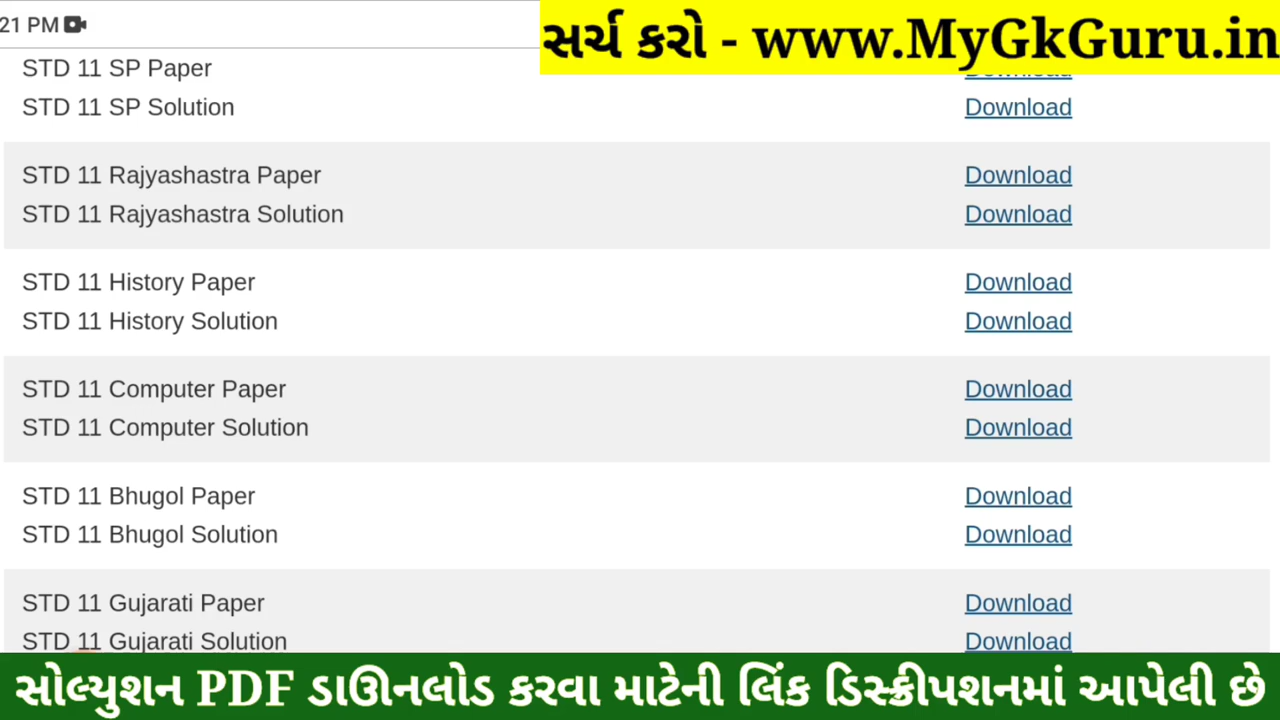 21 PM
સર્ચ કરો - www.MyGkGuru.in
STD 11 SP Paper Download
STD 11 SP Solution Download
STD 11 Rajyashastra Paper Download
STD 11 Rajyashastra Solution Download
STD 11 History Paper Download
STD 11 History Solution Download
STD 11 Computer Paper Download
STD 11 Computer Solution Download
STD 11 Bhugol Paper Download
STD 11 Bhugol Solution Download
STD 11 Gujarati Paper Download
STD 11 Gujarati Solution Download
સોલ્યુશન PDF ડાઊનલોડ કરવા માટેની લિંક ડિસ્ક્રીપશનમાં આપેલી છે